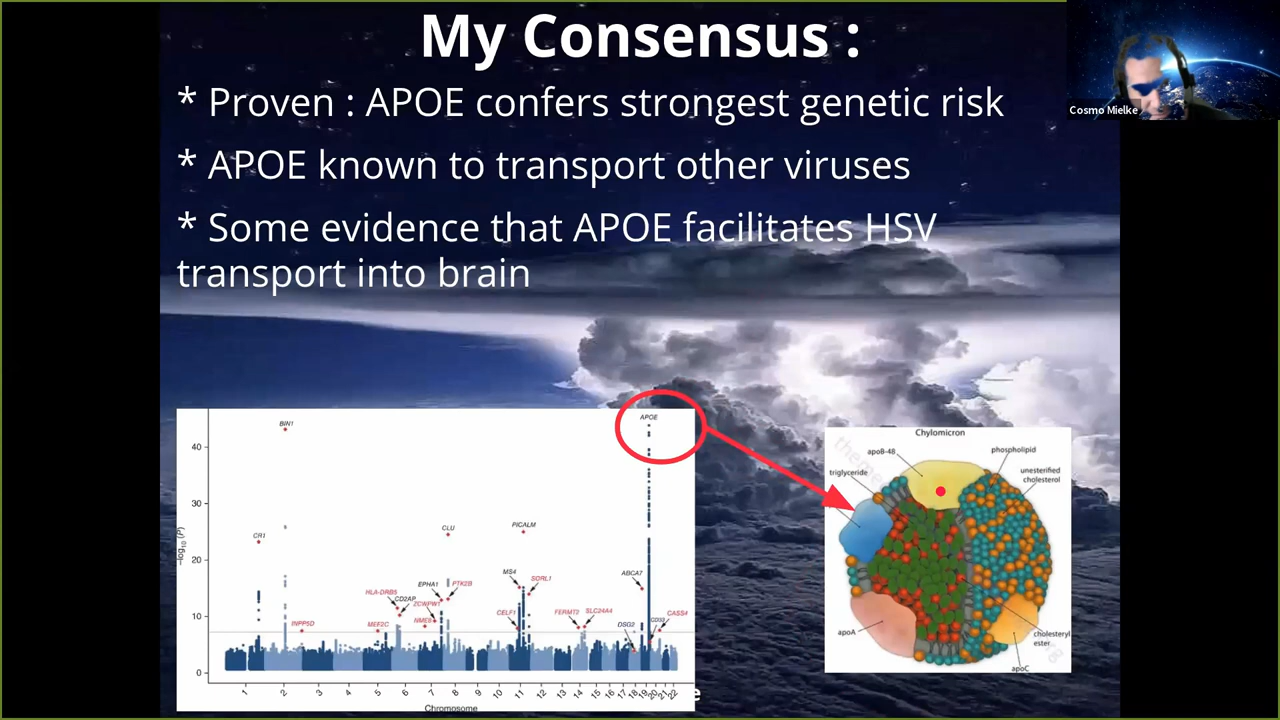 My Consensus :
* Proven : APOE confers strongest genetic risk
* APOE known to transport other viruses
* Some evidence that APOE facilitates HSV
transport into brain
Cosmo Mielke
APOE
BIN1
40
30
CLU
PICALM
CR1
20
-log10 (P)
MS4
SORL1
ABCA7
EPHA1
PTK2B
HLA-DRB5
CD2AP
ZCWPW1
10
CELF1
FERMT2
SLC24A4
CASS4
INPP5D
MEF2C
NME8
DSG2
CD33
0
1 2 3 4 5 6 7 8 9 10 11 12 13 14 15 16 17 18 19 20 21 22
Chromosome
Chylomicron
apoB-48
phospholipid
triglyceride
unesterified
cholesterol
apoA
cholesteryl
ester
apoC